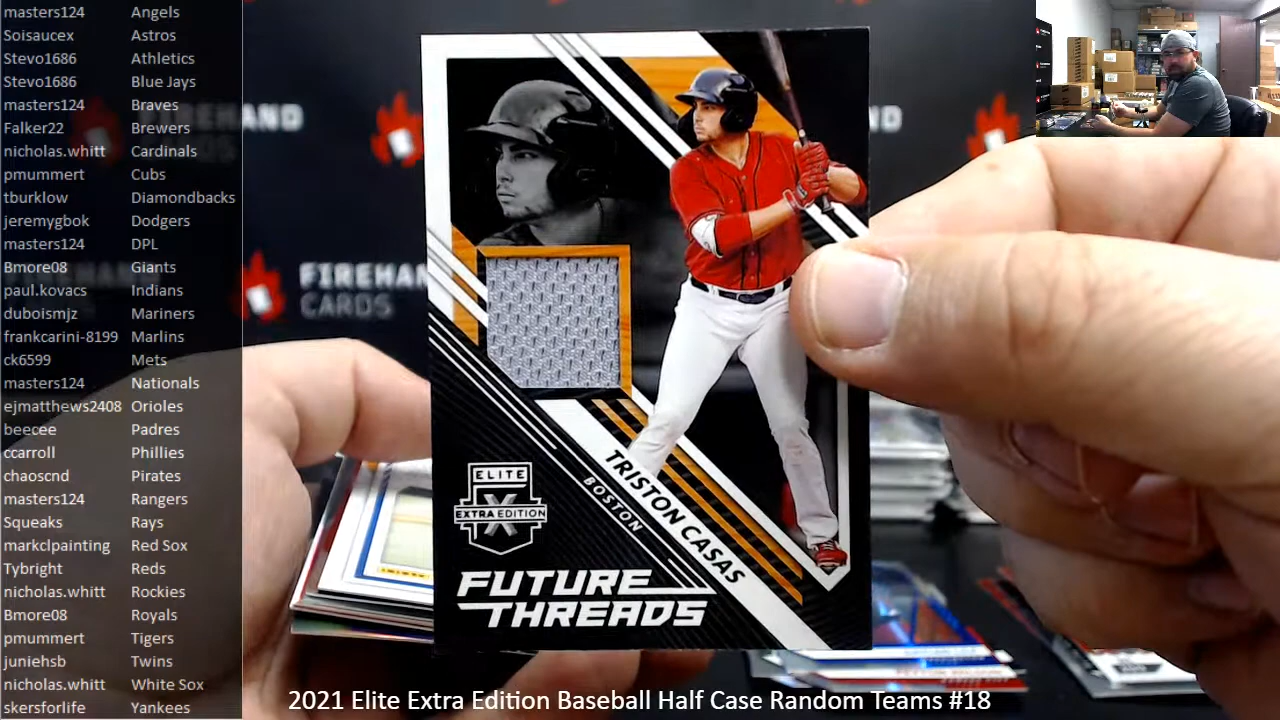 masters124 Angels
Soisaucex Astros
Stevo1686 Athletics
Stevo1686 Blue Jays
masters124 Braves
Falker22 Brewers
nicholas.whitt Cardinals
pmummert Cubs
tburklow Diamondbacks
jeremygbok Dodgers
masters124 DPL
Bmore08 Giants
paul.kovacs Indians
duboismjz Mariners
frankcarini-8199 Marlins
ck6599 Mets
masters124 Nationals
ejmatthews2408 Orioles
beecee Padres
ccarroll Phillies
chaoscnd Pirates
masters124 Rangers
Squeaks Rays
markclpainting Red Sox
Tybright Reds
nicholas.whitt Rockies
Bmore08 Royals
pmummert Tigers
juniehsb Twins
nicholas.whitt White Sox
skersforlife Yankees
FIREHAND
CARDS
TRISTON CASAS
BOSTON
ELITE
X
EXTRA EDITION
FUTURE
THREADS
2021 Elite Extra Edition Baseball Half Case Random Teams #18